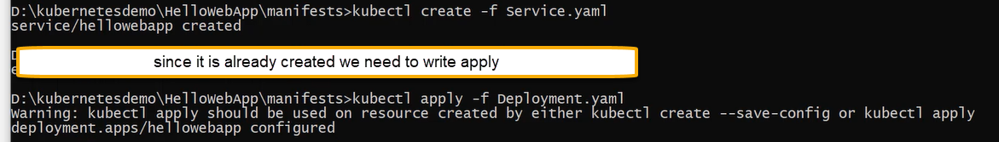 D:\kubernetesdemo\HelloWebApp\manifests>kubectl create -f Service.yaml
service/hellowebapp created
since it is already created we need to write apply
D:\kubernetesdemo\HelloWebApp\manifests>kubectl apply -f Deployment.yaml
Warning: kubectl apply should be used on resource created by either kubectl create --save-config or kubectl apply
deployment.apps/hellowebapp configured